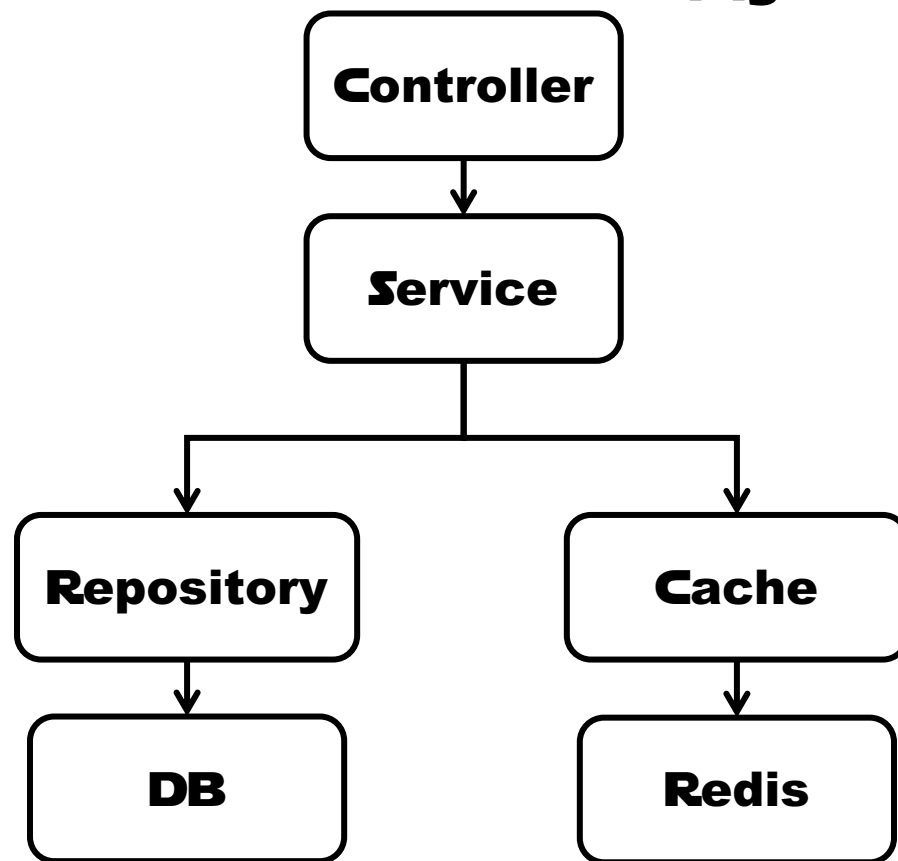 Controller
Service
Repository
Cache
DB
Redis